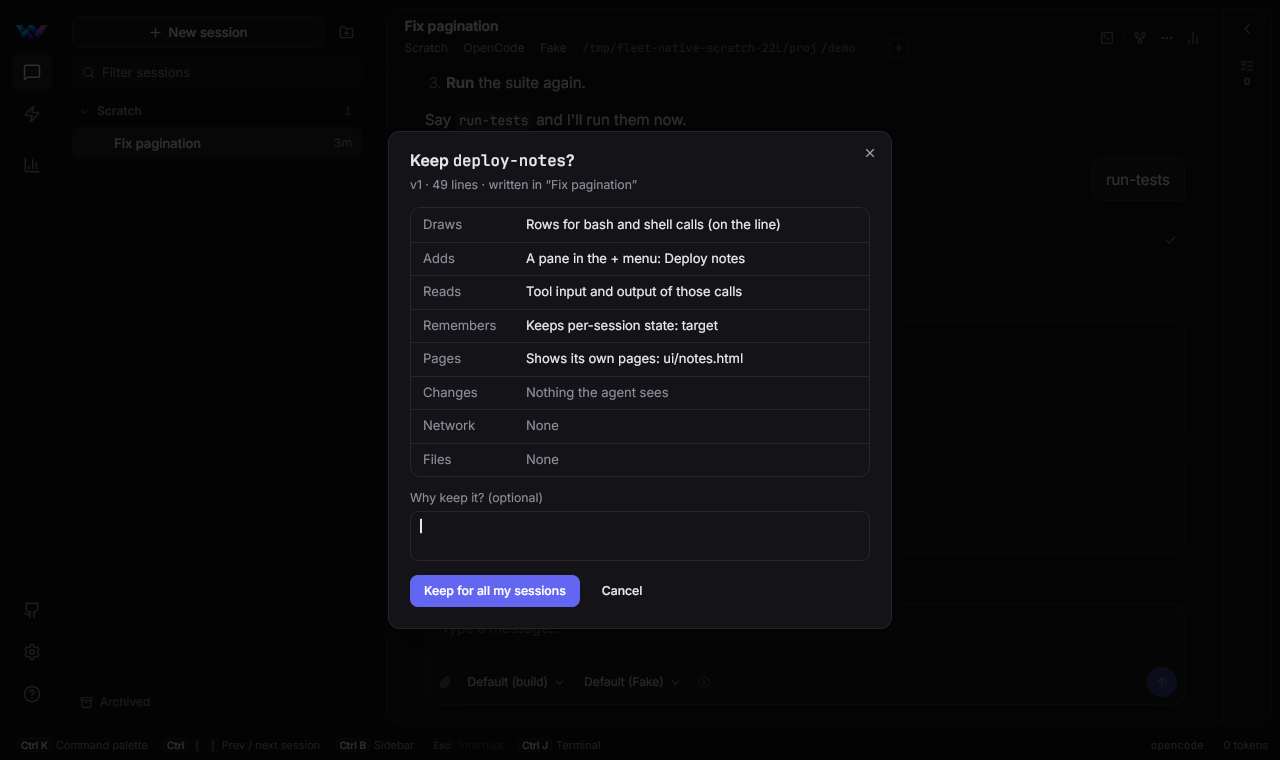 New session
Filter sessions
Scratch 1
Fix pagination 3m
Archived
Fix pagination
Scratch OpenCode · Fake · /tmp/fleet-native-scratch-22L/proj/demo
0
3. Run the suite again.
Say run-tests and I'll run them now.
run-tests
Keep deploy-notes?
v1 · 49 lines · written in “Fix pagination”
Draws Rows for bash and shell calls (on the line)
Adds A pane in the + menu: Deploy notes
Reads Tool input and output of those calls
Remembers Keeps per-session state: target
Pages Shows its own pages: ui/notes.html
Changes Nothing the agent sees
Network None
Files None
Why keep it? (optional)
Keep for all my sessions Cancel
Type a message...
Default (build) Default (Fake)
Ctrl K Command palette Ctrl [ ] Prev / next session Ctrl B Sidebar Esc Interrupt Ctrl J Terminal opencode 0 tokens